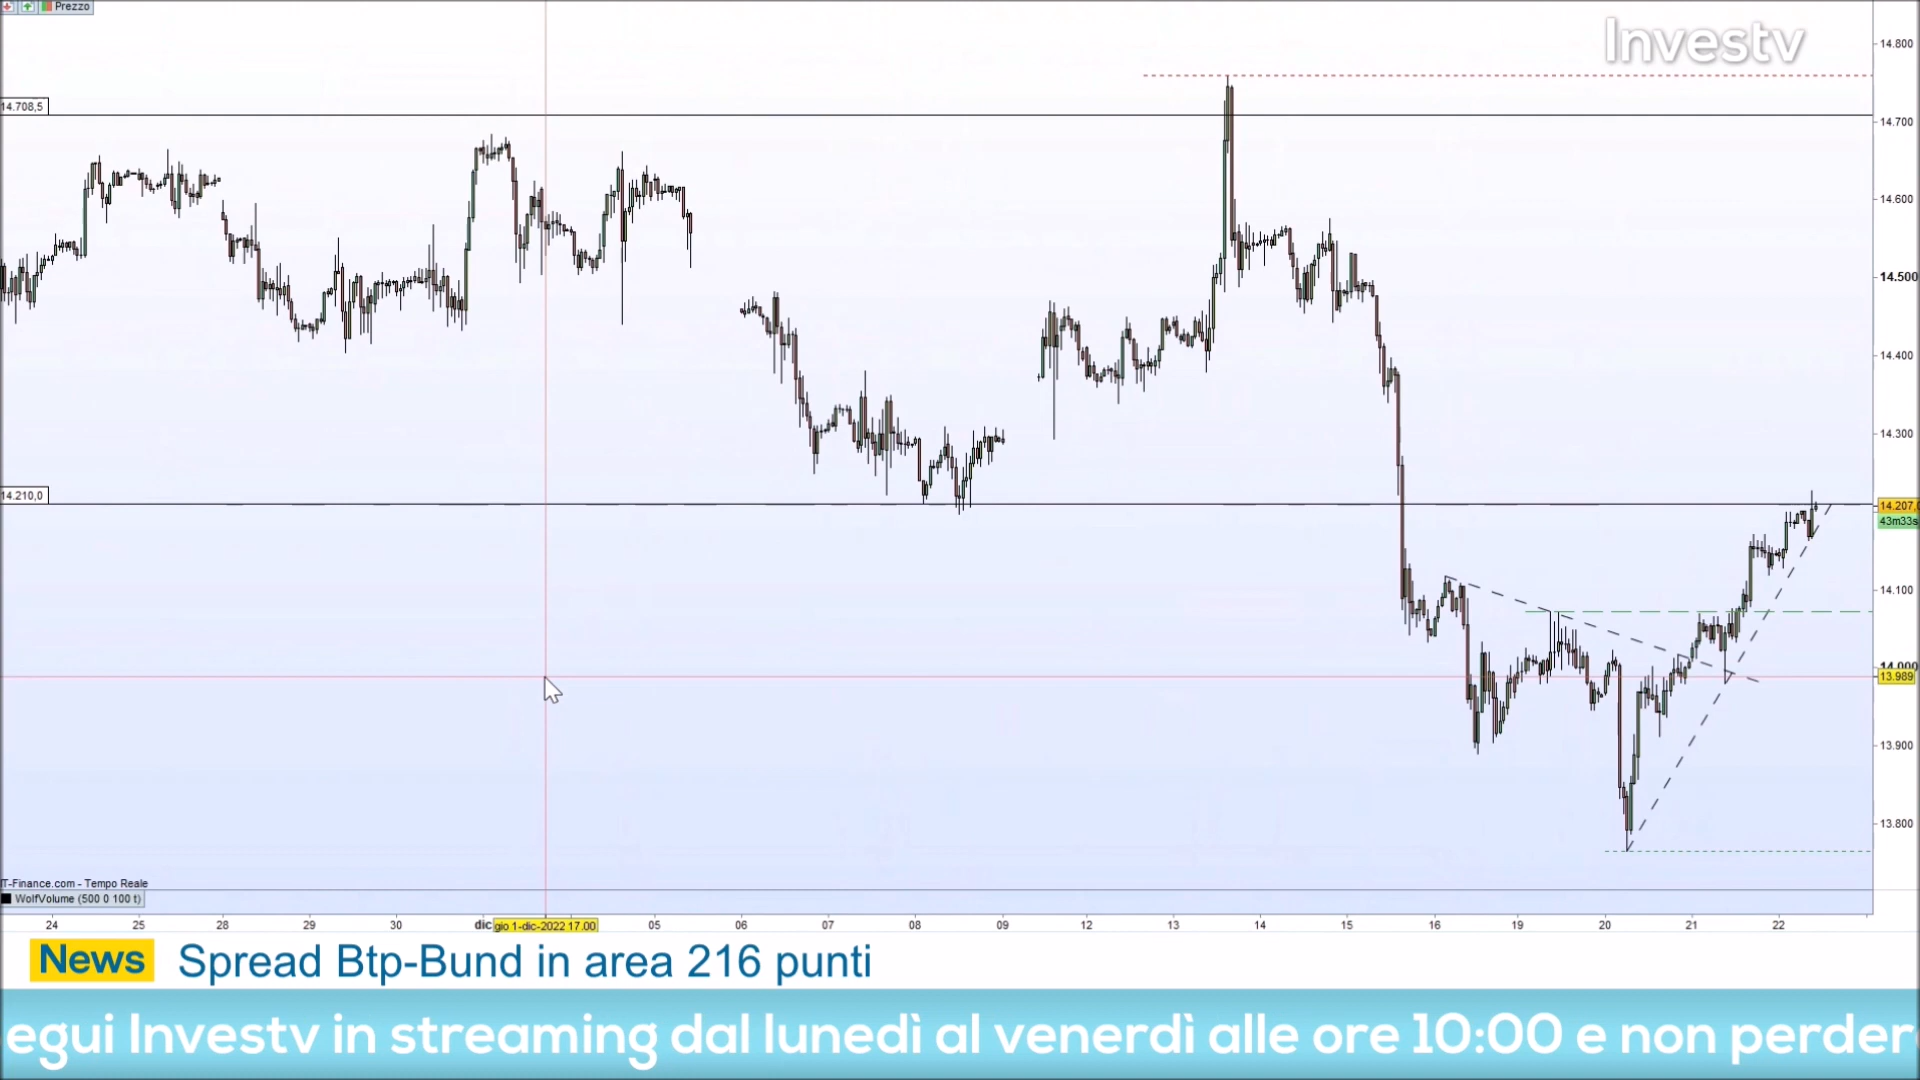 Prezzo
Investv
14.800
14.708,5
14.700
14.600
14.500
14.400
14.300
14.210,0
14.207,0
43m33s
14.100
14.000
13.989
13.900
13.800
IT-Finance.com - Tempo Reale
WolfVolume (500 0 100 t)
24 25 28 29 30 dic gio 1-dic-2022 17.00 05 06 07 08 09 12 13 14 15 16 19 20 21 22
News Spread Btp-Bund in area 216 punti
egui Investv in streaming dal lunedì al venerdì alle ore 10:00 e non perder